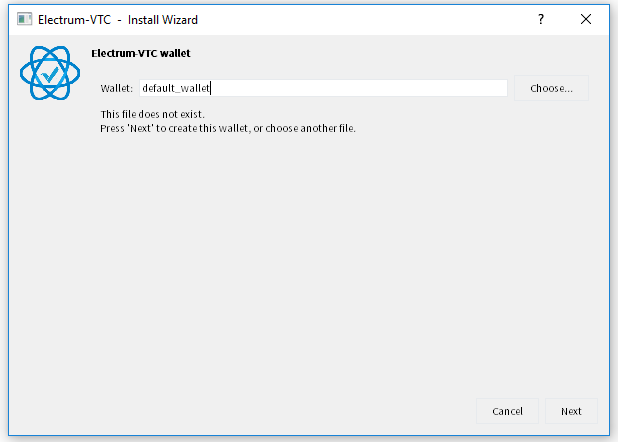 Electrum-VTC - Install Wizard
?
Electrum-VTC wallet
Wallet: default_wallet Choose...
This file does not exist.
Press 'Next' to create this wallet, or choose another file.
Cancel Next